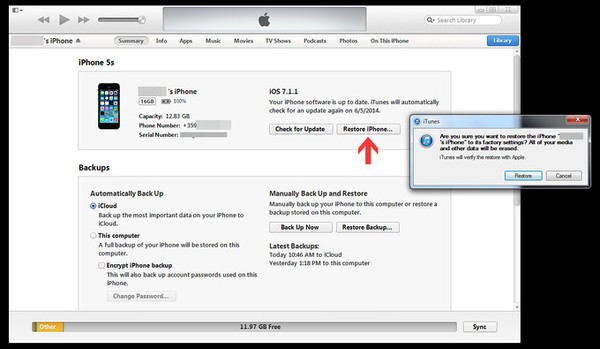 Search Library
's iPhone
Summary Info Apps Music Movies TV Shows Podcasts Photos On This iPhone
Library
iPhone 5s
's iPhone
16GB 100%
Capacity: 12.83 GB
Phone Number: +359
Serial Number:
iOS 7.1.1
Your iPhone software is up to date. iTunes will automatically
check for an update again on 6/5/2014.
Check for Update Restore iPhone...
iTunes
Are you sure you want to restore the iPhone "
's iPhone" to its factory settings? All of your media
and other data will be erased.
iTunes will verify the restore with Apple.
Restore Cancel
Backups
Automatically Back Up
iCloud
Back up the most important data on your iPhone to
iCloud.
This computer
A full backup of your iPhone will be stored on this
computer.
Encrypt iPhone backup
This will also back up account passwords used on this
iPhone.
Change Password...
Manually Back Up and Restore
Manually back up your iPhone to this computer or restore a
backup stored on this computer.
Back Up Now Restore Backup...
Latest Backups:
Today 10:46 AM to iCloud
Yesterday 1:18 PM to this computer
Other 11.97 GB Free Sync